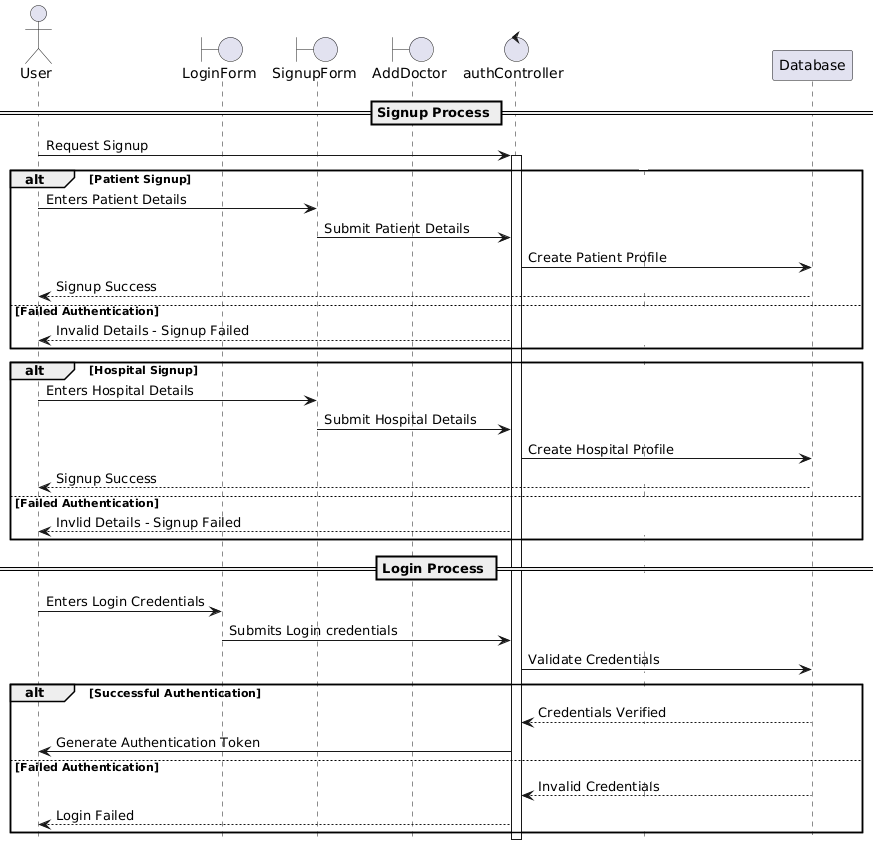 User
LoginForm
SignupForm
AddDoctor
authController
Database
Signup Process
Request Signup
alt [Patient Signup]
Enters Patient Details
Submit Patient Details
Create Patient Profile
Signup Success
[Failed Authentication]
Invalid Details - Signup Failed
alt [Hospital Signup]
Enters Hospital Details
Submit Hospital Details
Create Hospital Profile
Signup Success
[Failed Authentication]
Invlid Details - Signup Failed
Login Process
Enters Login Credentials
Submits Login credentials
Validate Credentials
alt [Successful Authentication]
Credentials Verified
Generate Authentication Token
[Failed Authentication]
Invalid Credentials
Login Failed